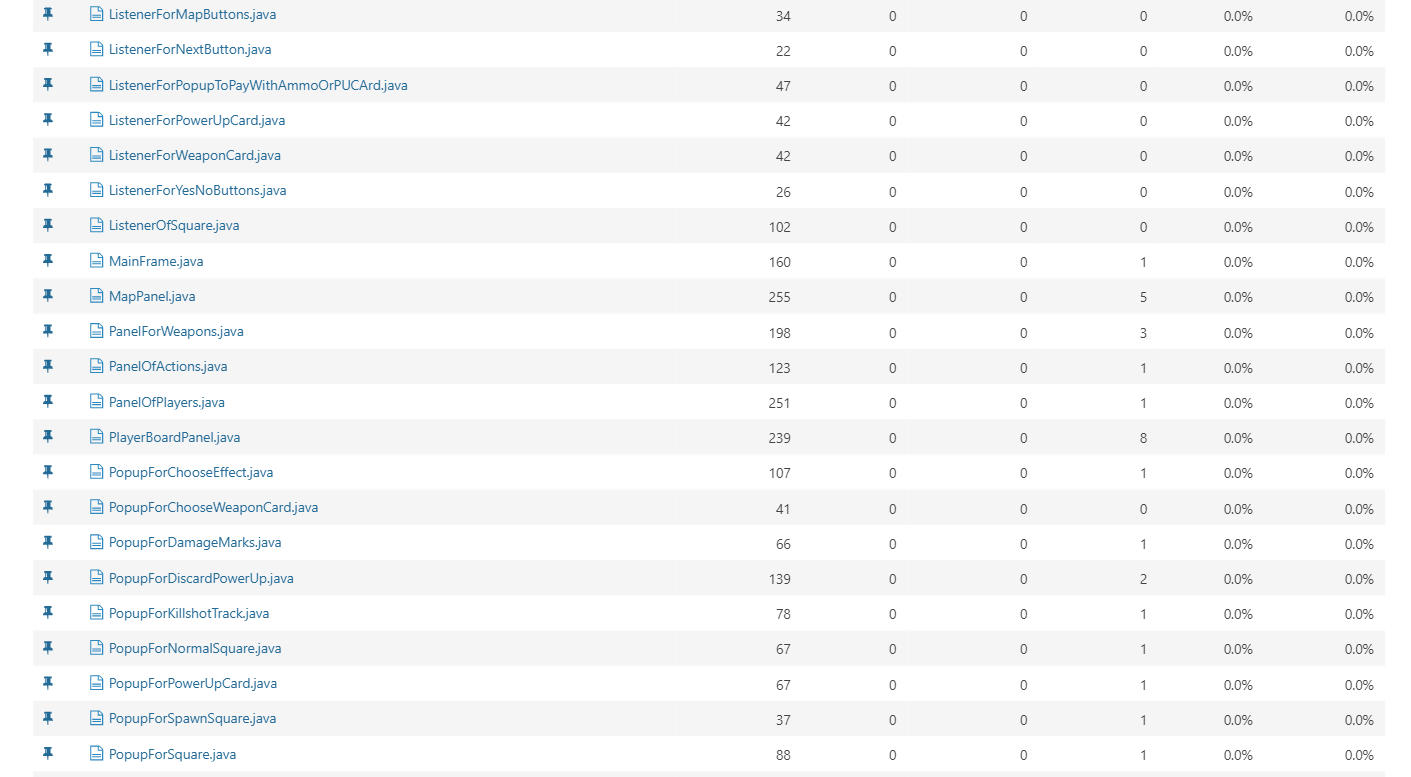 ListenerForMapButtons.java 34 0 0 0 0.0% 0.0%
ListenerForNextButton.java 22 0 0 0 0.0% 0.0%
ListenerForPopupToPayWithAmmoOrPUCArd.java 47 0 0 0 0.0% 0.0%
ListenerForPowerUpCard.java 42 0 0 0 0.0% 0.0%
ListenerForWeaponCard.java 42 0 0 0 0.0% 0.0%
ListenerForYesNoButtons.java 26 0 0 0 0.0% 0.0%
ListenerOfSquare.java 102 0 0 0 0.0% 0.0%
MainFrame.java 160 0 0 1 0.0% 0.0%
MapPanel.java 255 0 0 5 0.0% 0.0%
PanelForWeapons.java 198 0 0 3 0.0% 0.0%
PanelOfActions.java 123 0 0 1 0.0% 0.0%
PanelOfPlayers.java 251 0 0 1 0.0% 0.0%
PlayerBoardPanel.java 239 0 0 8 0.0% 0.0%
PopupForChooseEffect.java 107 0 0 1 0.0% 0.0%
PopupForChooseWeaponCard.java 41 0 0 0 0.0% 0.0%
PopupForDamageMarks.java 66 0 0 1 0.0% 0.0%
PopupForDiscardPowerUp.java 139 0 0 2 0.0% 0.0%
PopupForKillshotTrack.java 78 0 0 1 0.0% 0.0%
PopupForNormalSquare.java 67 0 0 1 0.0% 0.0%
PopupForPowerUpCard.java 67 0 0 1 0.0% 0.0%
PopupForSpawnSquare.java 37 0 0 1 0.0% 0.0%
PopupForSquare.java 88 0 0 1 0.0% 0.0%